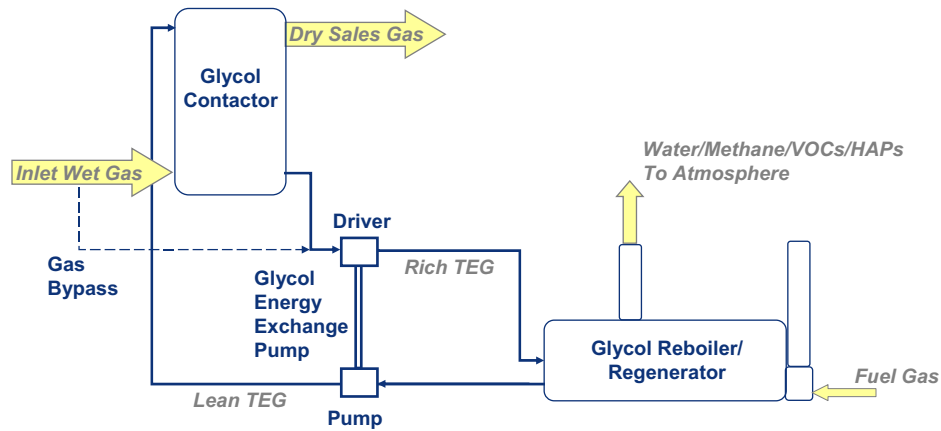 Dry Sales Gas
Glycol
Contactor
Inlet Wet Gas
Water/Methane/VOCs/HAPs
To Atmosphere
Driver
Gas
Bypass
Rich TEG
Glycol
Energy
Exchange
Pump
Glycol Reboiler/
Regenerator
Fuel Gas
Lean TEG
Pump